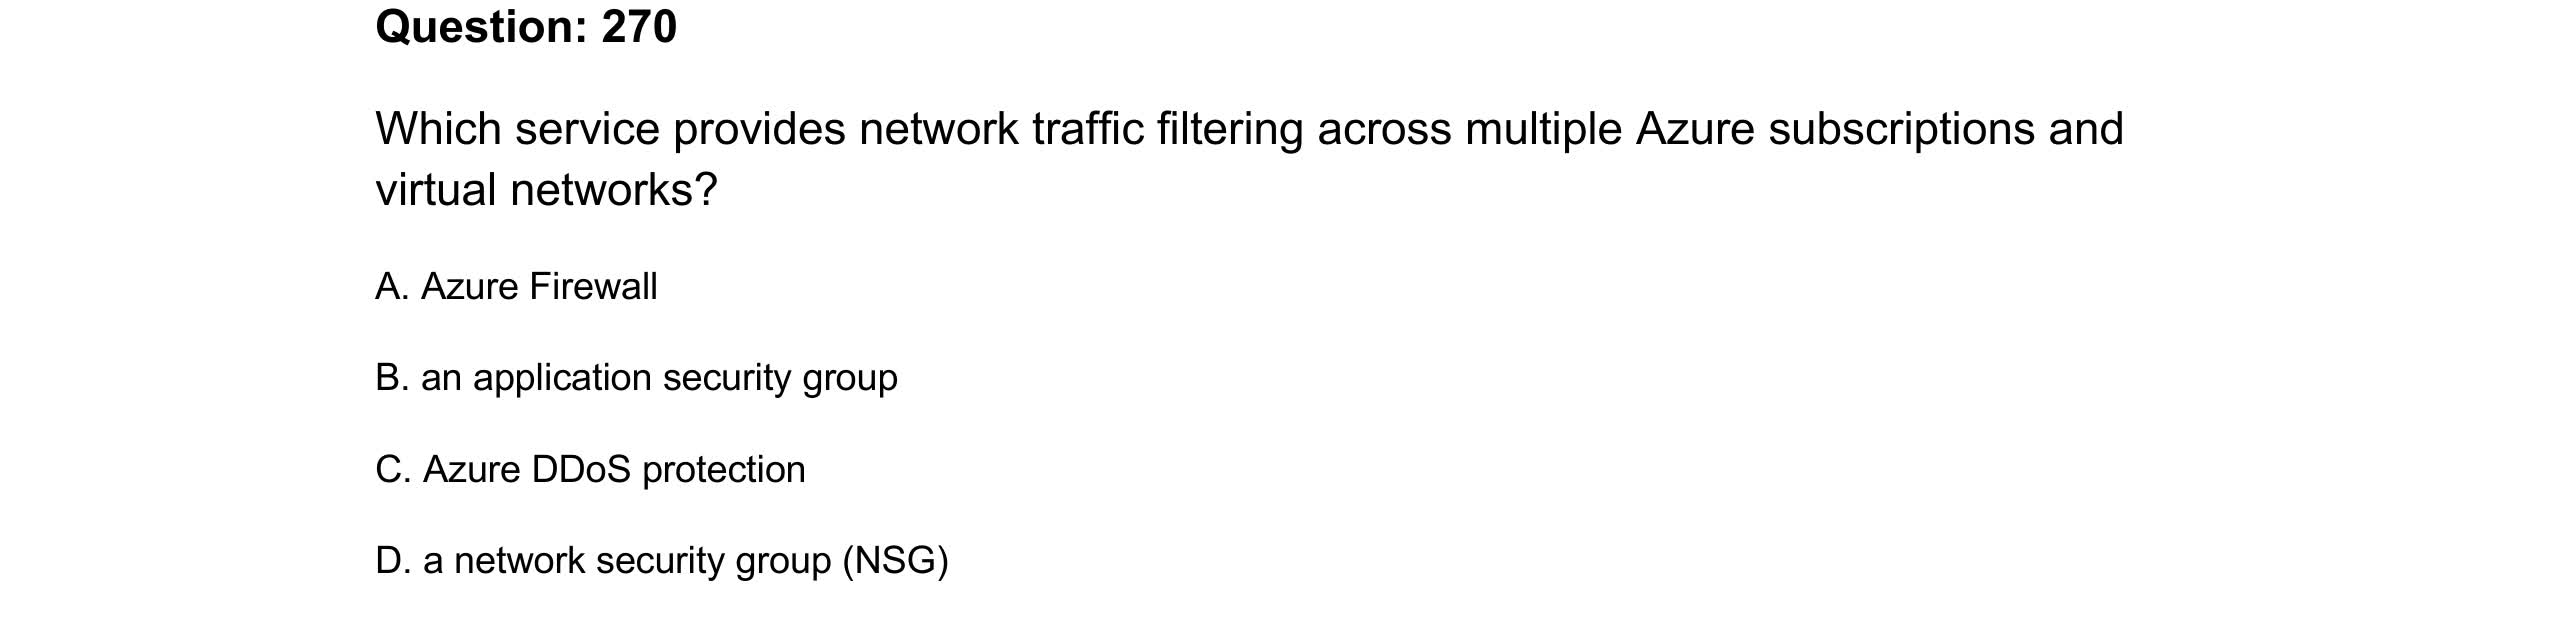 Question: 270
Which service provides network traffic filtering across multiple Azure subscriptions and
virtual networks?
A. Azure Firewall
B. an application security group
C. Azure DDoS protection
D. a network security group (NSG)